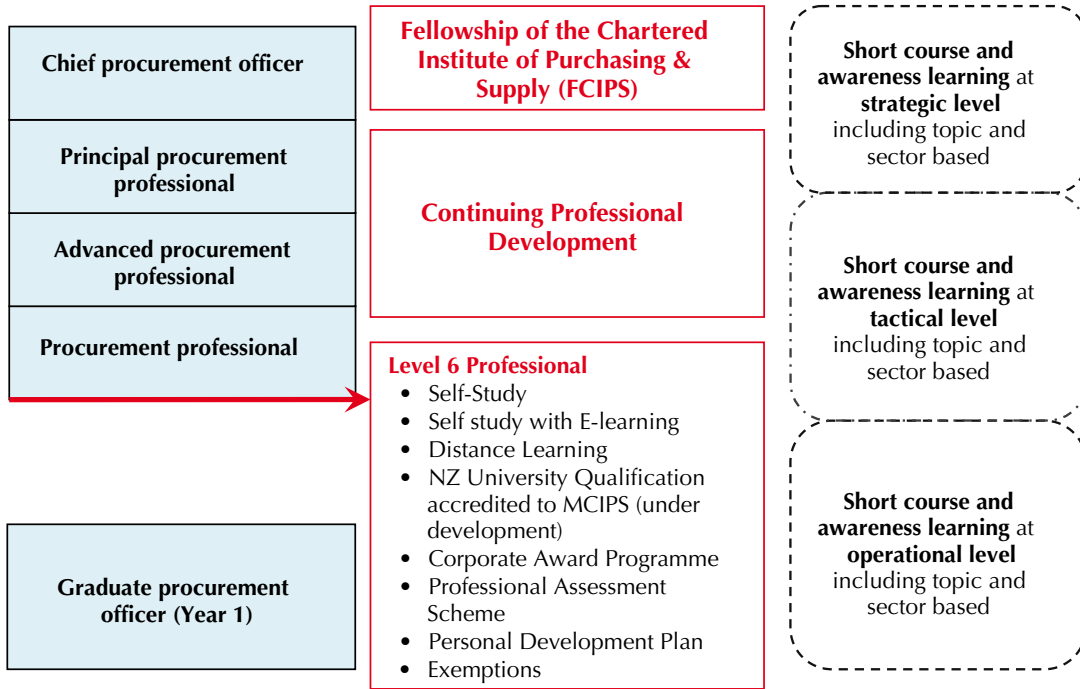 Chief procurement officer
Principal procurement
professional
Advanced procurement
professional
Procurement professional
Graduate procurement
officer (Year 1)
Fellowship of the Chartered
Institute of Purchasing &
Supply (FCIPS)
Continuing Professional
Development
Level 6 Professional
• Self-Study
• Self study with E-learning
• Distance Learning
• NZ University Qualification
accredited to MCIPS (under
development)
• Corporate Award Programme
• Professional Assessment
Scheme
• Personal Development Plan
• Exemptions
Short course and
awareness learning at
strategic level
including topic and
sector based
Short course and
awareness learning at
tactical level
including topic and
sector based
Short course and
awareness learning at
operational level
including topic and
sector based